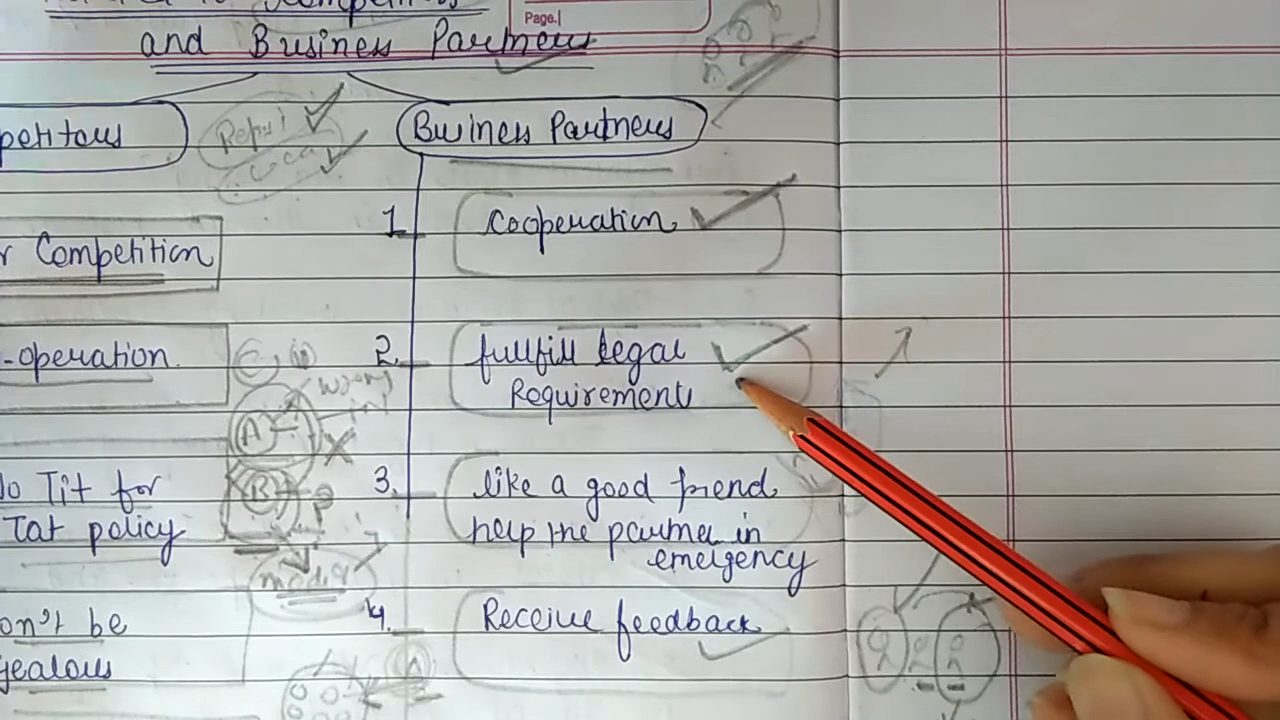 Page.
and Business Partners
petitors
Business Partners
1. Cooperation
r Competition
2. fullfill legal
Requirement
-operation.
3. like a good friend
help the partner in
emergency
o Tit for
Tat policy
media
4. Receive feedback
on't be
jealous
A
B